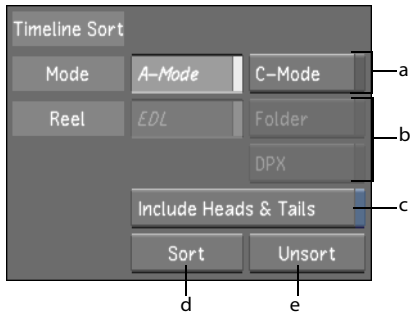 Timeline Sort
Mode A-Mode C-Mode a
Reel EDL Folder b
DPX
Include Heads & Tails c
Sort Unsort
d e